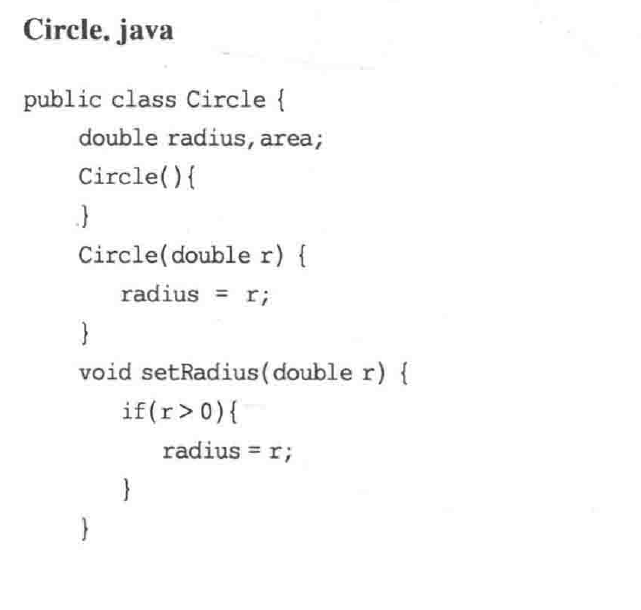 Circle. java
public class Circle {
double radius,area;
Circle(){
}
Circle(double r) {
radius = r;
}
void setRadius(double r) {
if(r>0){
radius = r;
}
}